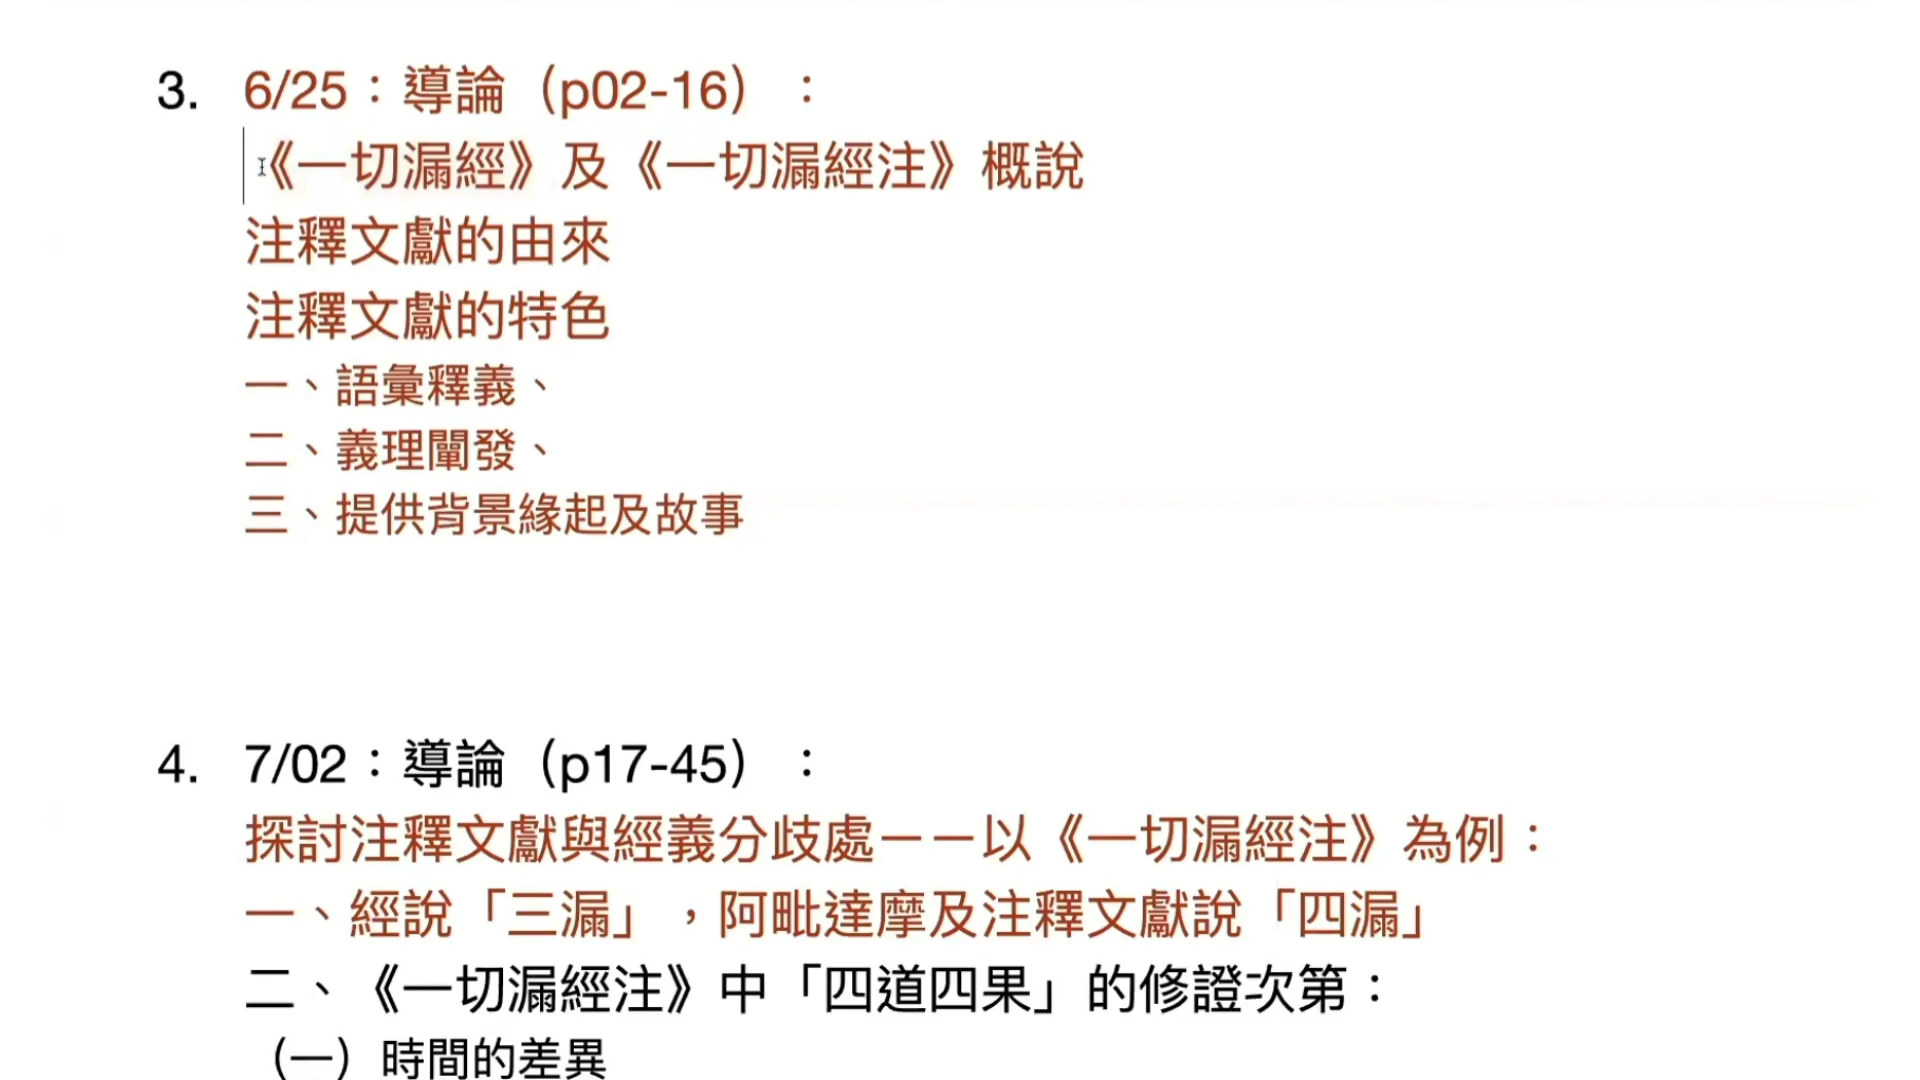 3. 6/25：導論（p02-16）：
《一切漏經》及《一切漏經注》概說
注釋文獻的由來
注釋文獻的特色
一、語彙釋義、
二、義理闡發、
三、提供背景緣起及故事
4. 7/02：導論（p17-45）：
探討注釋文獻與經義分歧處－－以《一切漏經注》為例：
一、經說「三漏」，阿毗達摩及注釋文獻說「四漏」
二、《一切漏經注》中「四道四果」的修證次第：
（一）時間的差異